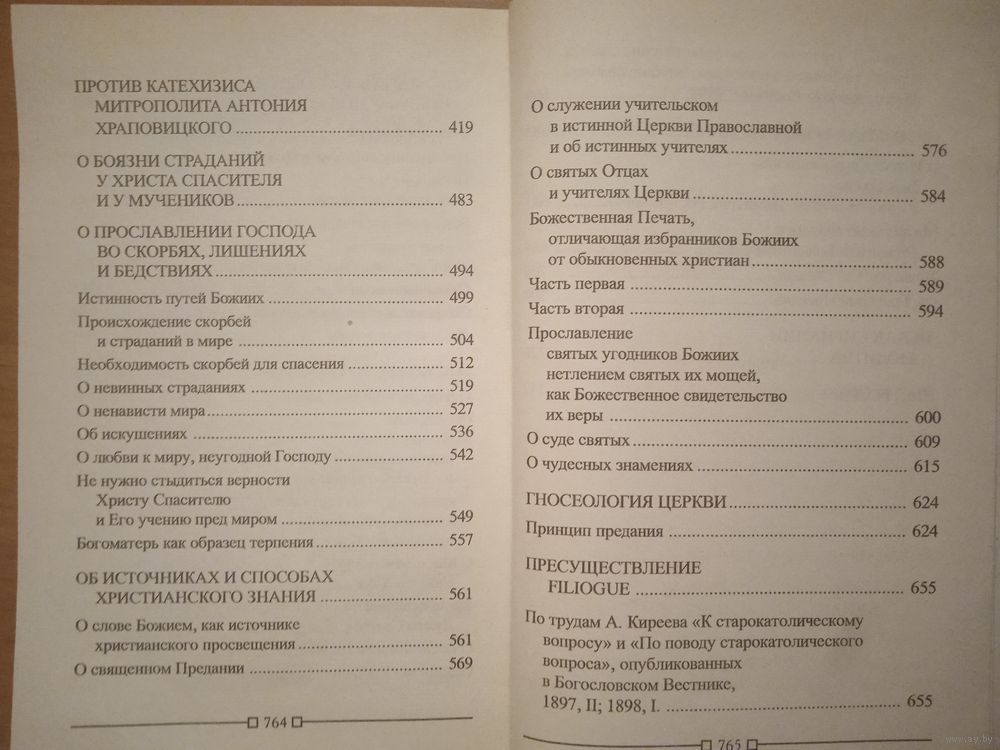 ПРОТИВ КАТЕХИЗИСА
МИТРОПОЛИТА АНТОНИЯ
ХРАПОВИЦКОГО ................................ 419
О БОЯЗНИ СТРАДАНИЙ
У ХРИСТА СПАСИТЕЛЯ
И У МУЧЕНИКОВ ................................ 483
О ПРОСЛАВЛЕНИИ ГОСПОДА
ВО СКОРБЯХ, ЛИШЕНИЯХ
И БЕДСТВИЯХ ................................ 494
Истинность путей Божиих ................................ 499
Происхождение скорбей
и страданий в мире ................................ 504
Необходимость скорбей для спасения ................ 512
О невинных страданиях ................................ 519
О ненависти мира ................................ 527
Об искушениях ................................ 536
О любви к миру, неугодной Господу ................ 542
Не нужно стыдиться верности
Христу Спасителю
и Его учению пред миром ................................ 549
Богоматерь как образец терпения ................ 557
ОБ ИСТОЧНИКАХ И СПОСОБАХ
ХРИСТИАНСКОГО ЗНАНИЯ ................ 561
О слове Божием, как источнике
христианского просвещения ................ 561
О священном Предании ................................ 569
764
О служении учительском
в истинной Церкви Православной
и об истинных учителях ................................ 576
О святых Отцах
и учителях Церкви ................................ 584
Божественная Печать,
отличающая избранников Божиих
от обыкновенных христиан ................ 588
Часть первая ................................ 589
Часть вторая ................................ 594
Прославление
святых угодников Божиих
нетлением святых их мощей,
как Божественное свидетельство
их веры ................................ 600
О суде святых ................................ 609
О чудесных знамениях ................................ 615
ГНОСЕОЛОГИЯ ЦЕРКВИ ................................ 624
Принцип предания ................................ 624
ПРЕСУЩЕСТВЛЕНИЕ
FILIOGUE ................................ 655
По трудам А. Киреева «К старокатолическому
вопросу» и «По поводу старокатолического
вопроса», опубликованных
в Богословском Вестнике,
1897, II; 1898, I. ................................ 655
765
www.ay.by